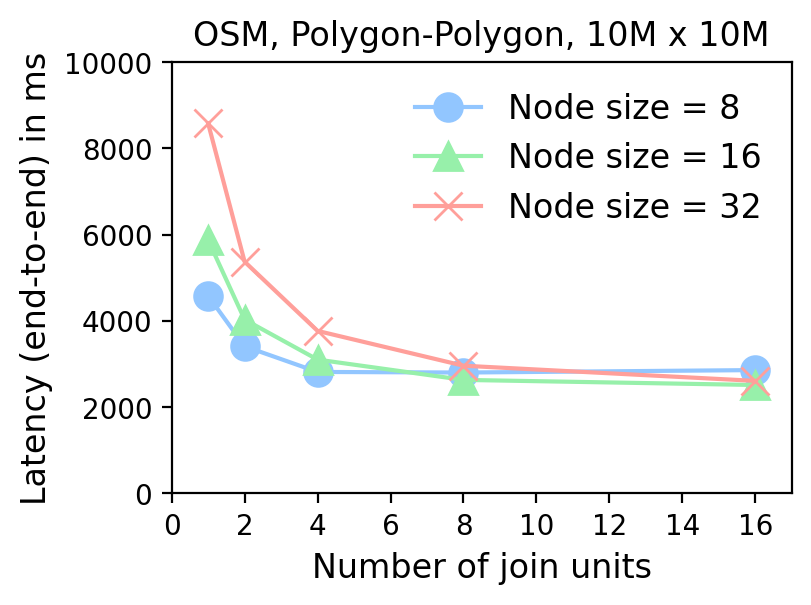 OSM, Polygon-Polygon, 10M x 10M
Latency (end-to-end) in ms
10000
8000
6000
4000
2000
0
Node size = 8
Node size = 16
Node size = 32
0 2 4 6 8 10 12 14 16
Number of join units